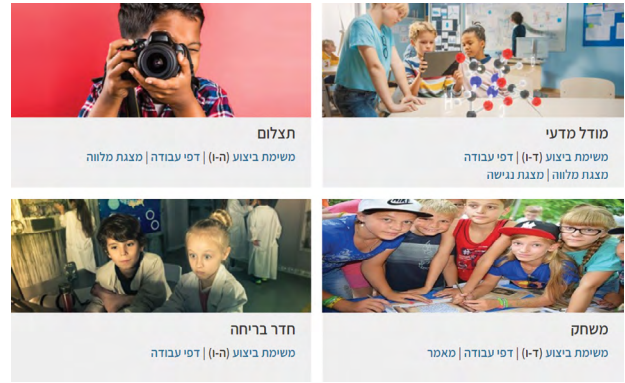 מודל מדעי
משימת ביצוע (ד-ו) | דפי עבודה
מצגת מלווה | מצגת נגישה
תצלום
משימת ביצוע (ה-ו) | דפי עבודה | מצגת מלווה
משחק
משימת ביצוע (ד-ו) | דפי עבודה | מאמר
חדר בריחה
משימת ביצוע (ה-ו) | דפי עבודה